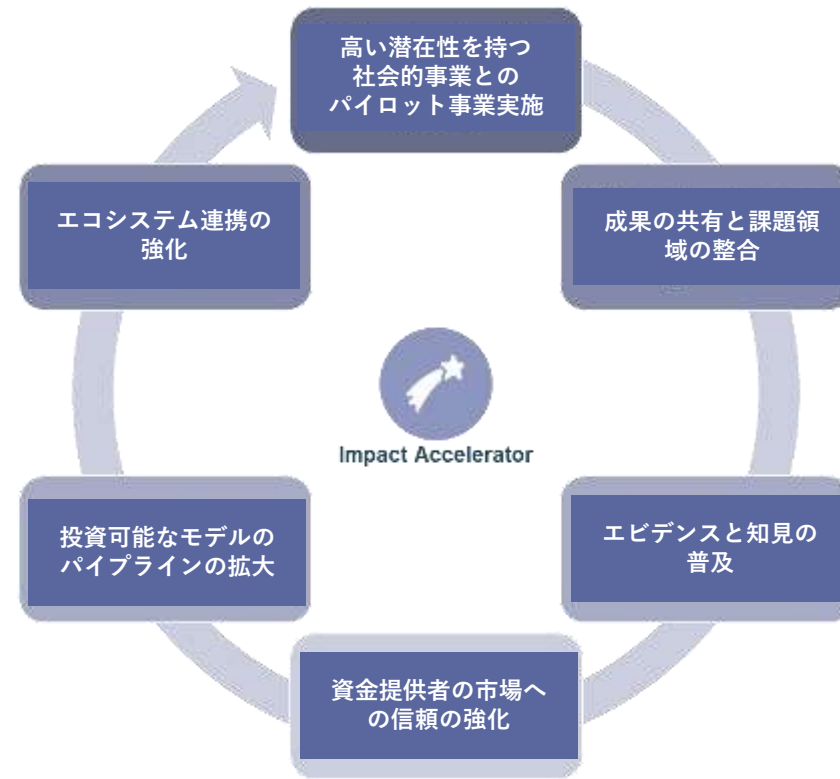 高い潜在性を持つ
社会的事業との
パイロット事業実施
成果の共有と課題領
域の整合
エビデンスと知見の
普及
資金提供者の市場へ
の信頼の強化
投資可能なモデルの
パイプラインの拡大
エコシステム連携の
強化
Impact Accelerator